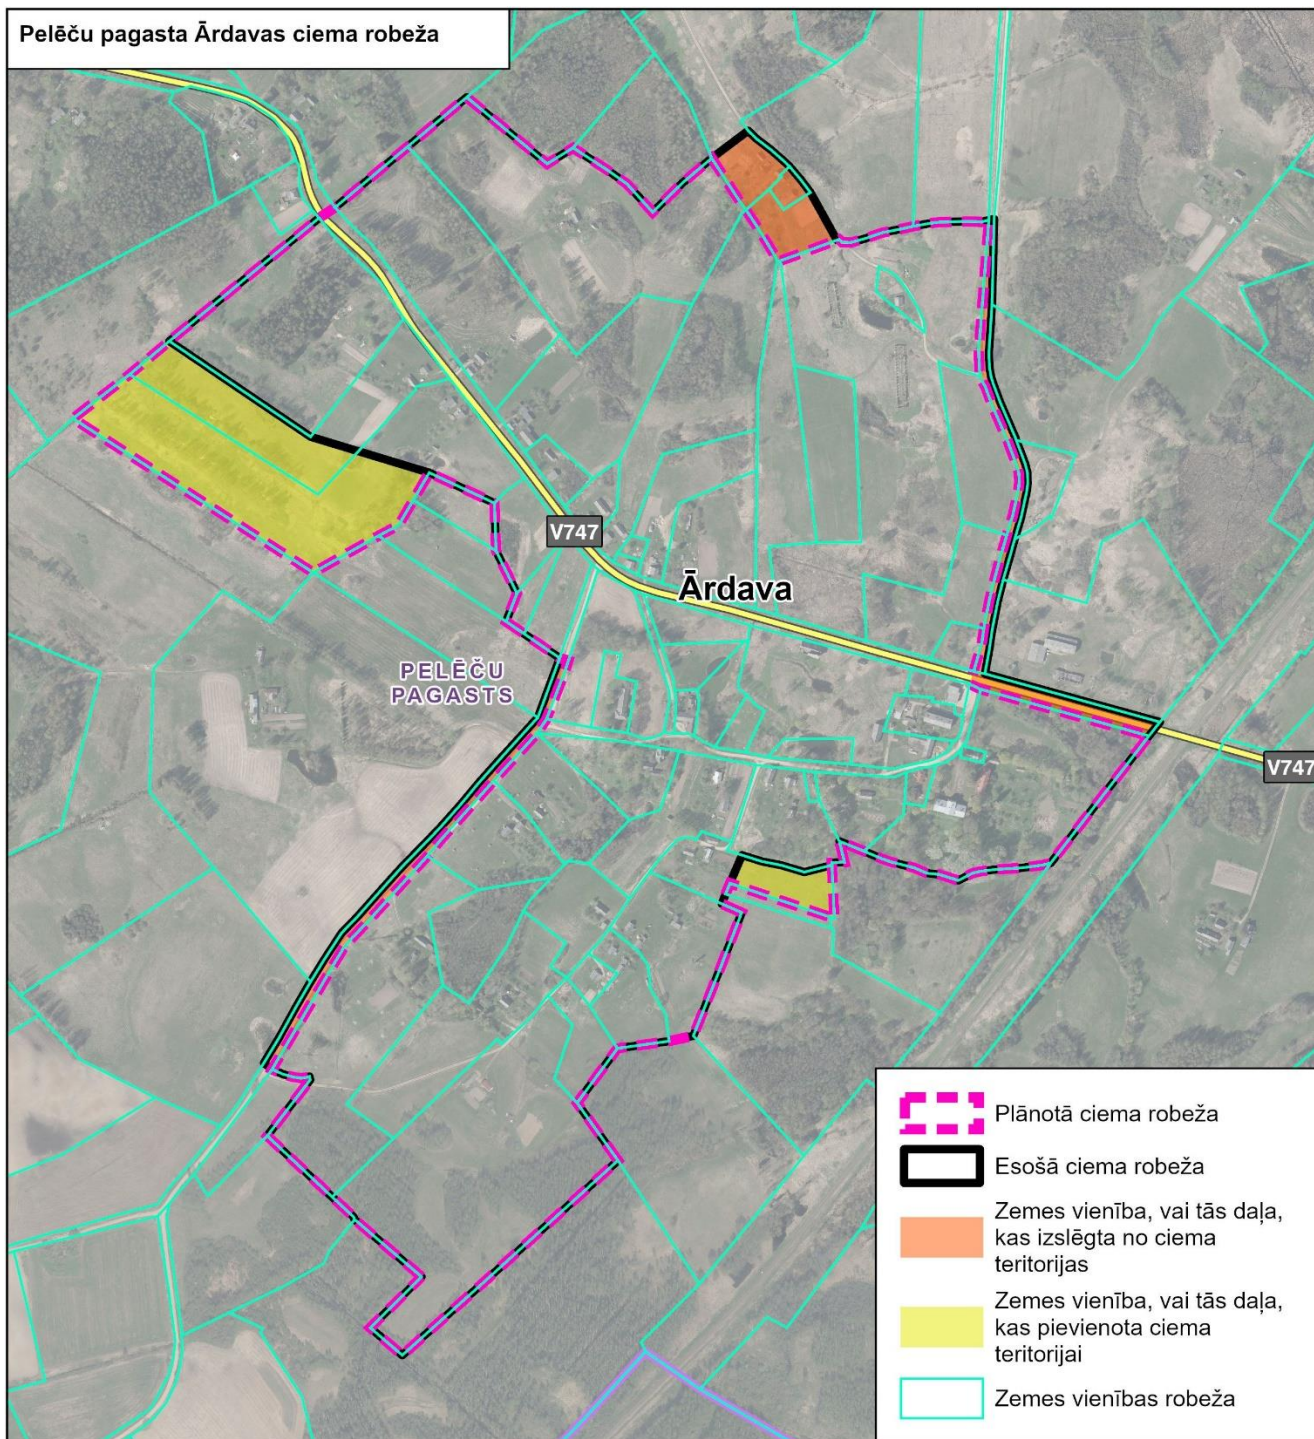 Pelēču pagasta Ārdavas ciema robeža
V747
Ārdava
PELĒČU
PAGASTS
V747
Plānotā ciema robeža
Esošā ciema robeža
Zemes vienība, vai tās daļa,
kas izslēgta no ciema
teritorijas
Zemes vienība, vai tās daļa,
kas pievienota ciema
teritorijai
Zemes vienības robeža